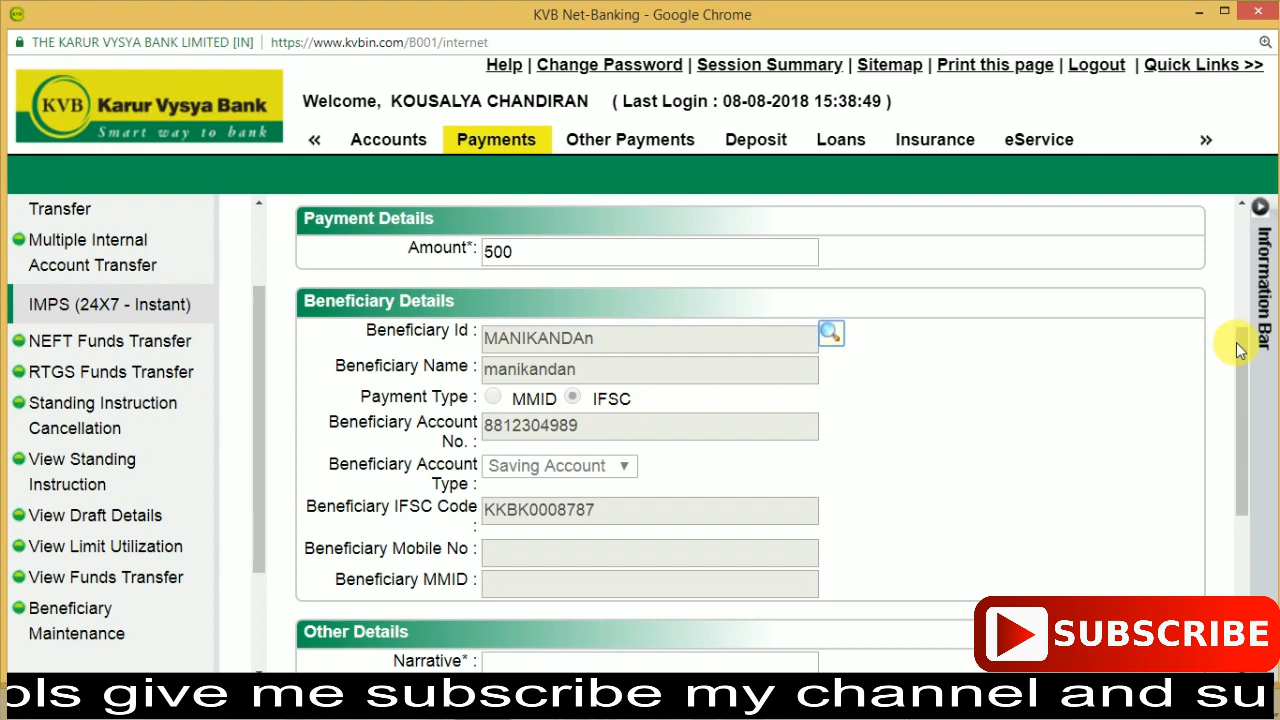 KVB Net-Banking - Google Chrome
THE KARUR VYSYA BANK LIMITED [IN] | https://www.kvbin.com/B001/internet
Help | Change Password | Session Summary | Sitemap | Print this page | Logout | Quick Links >>
KVB Karur Vysya Bank
Smart way to bank
Welcome, KOUSALYA CHANDIRAN ( Last Login : 08-08-2018 15:38:49 )
« Accounts Payments Other Payments Deposit Loans Insurance eService »
Transfer
Multiple Internal
Account Transfer
IMPS (24X7 - Instant)
NEFT Funds Transfer
RTGS Funds Transfer
Standing Instruction
Cancellation
View Standing
Instruction
View Draft Details
View Limit Utilization
View Funds Transfer
Beneficiary
Maintenance
Payment Details
Amount*: 500
Beneficiary Details
Beneficiary Id : MANIKANDAn
Beneficiary Name : manikandan
Payment Type : MMID IFSC
Beneficiary Account
No. : 8812304989
Beneficiary Account
Type : Saving Account ▼
Beneficiary IFSC Code
: KKBK0008787
Beneficiary Mobile No :
Beneficiary MMID :
Other Details
Narrative* :
Information Bar
SUBSCRIBE
ols give me subscribe my channel and su